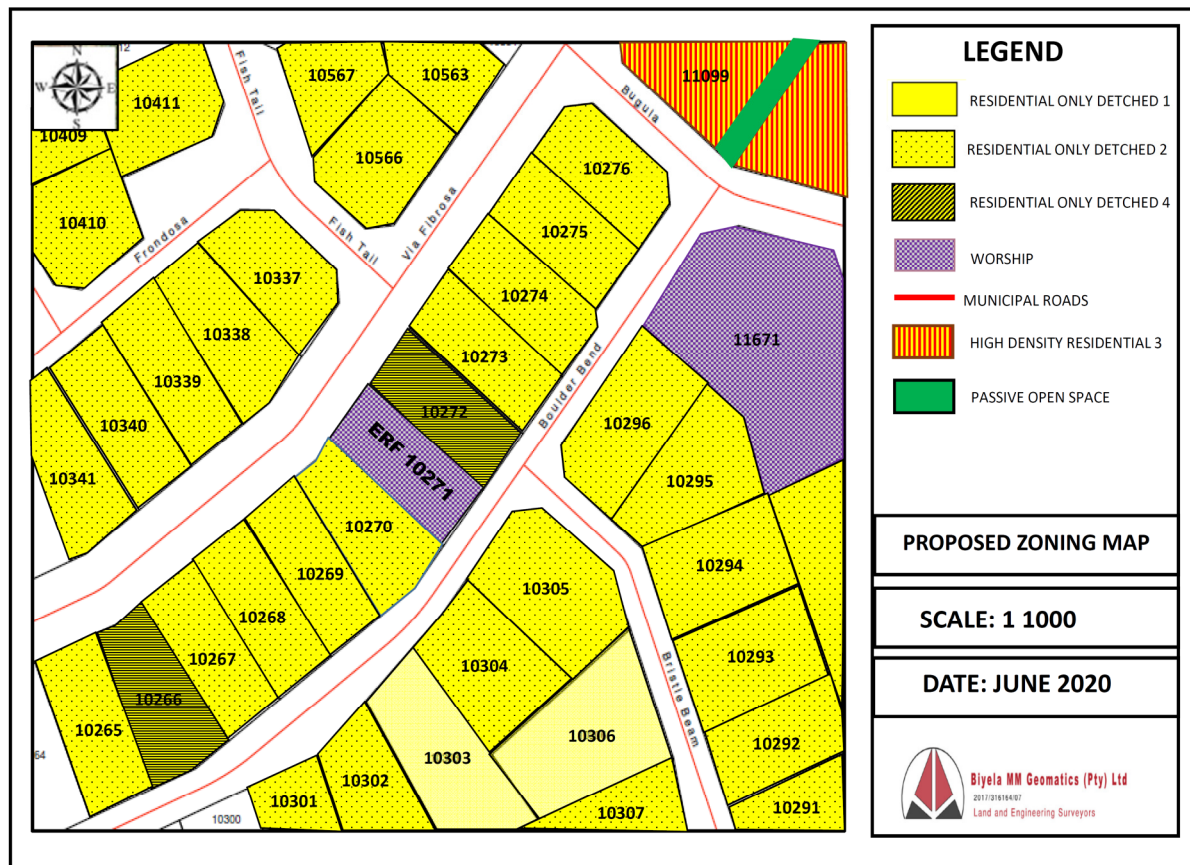 N
W E
S
12
10411
10409
10410
Fish Tail
10567
10563
10566
Bugula
11099
Frondosa
Fish Tail
Via Fibrosa
10276
10275
10274
10273
10272
ERF 10271
10270
10269
10268
10267
10266
10265
10337
10338
10339
10340
10341
Boulder Bend
11671
10296
10295
10294
10293
10292
10291
10305
10304
10306
10303
10302
10301
10300
10307
Bristle Beam
64
LEGEND
RESIDENTIAL ONLY DETCHED 1
RESIDENTIAL ONLY DETCHED 2
RESIDENTIAL ONLY DETCHED 4
WORSHIP
MUNICIPAL ROADS
HIGH DENSITY RESIDENTIAL 3
PASSIVE OPEN SPACE
PROPOSED ZONING MAP
SCALE: 1 1000
DATE: JUNE 2020
Biyela MM Geomatics (Pty) Ltd
2017/316164/07
Land and Engineering Surveyors